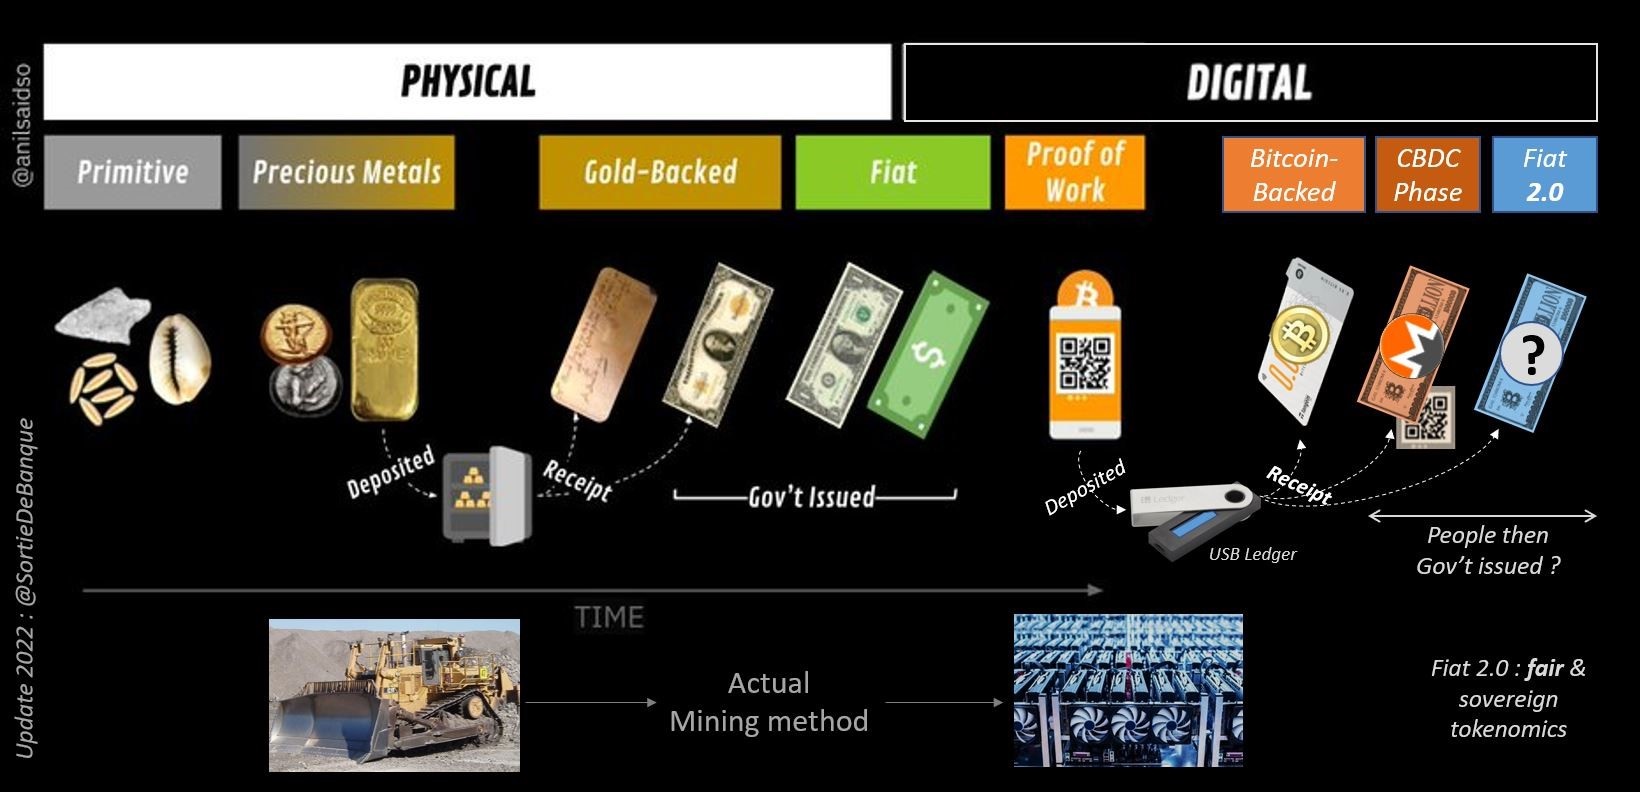 @anilsaidso
PHYSICAL
DIGITAL
Primitive
Precious Metals
Gold-Backed
Fiat
Proof of
Work
Bitcoin-
Backed
CBDC
Phase
Fiat
2.0
$
?
Deposited
Receipt
Gov't Issued
Deposited
Ledger
Receipt
USB Ledger
People then
Gov't issued ?
TIME
Actual
Mining method
Fiat 2.0 : fair &
sovereign
tokenomics
Update 2022 : @SortieDeBanque